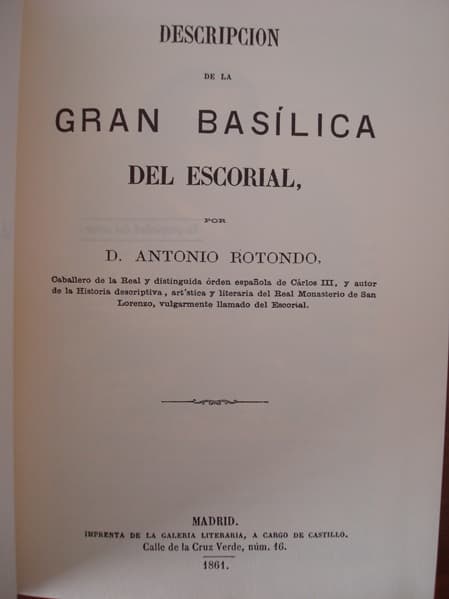 DESCRIPCION
DE LA
GRAN BASÍLICA
DEL ESCORIAL,
POR
D. ANTONIO ROTONDO,
Caballero de la Real y distinguida órden española de Cárlos III, y autor
de la Historia descriptiva, art'stica y literaria del Real Monasterio de San
Lorenzo, vulgarmente llamado del Escorial.
MADRID.
IMPRENTA DE LA GALERIA LITERARIA, A CARGO DE CASTILLO.
Calle de la Cruz Verde, núm. 16.
1861.